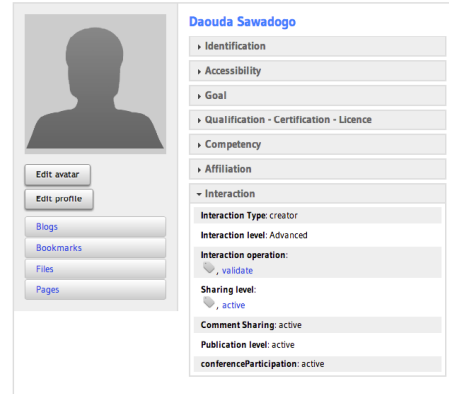 Edit avatar
Edit profile
Blogs
Bookmarks
Files
Pages
Daouda Sawadogo
Identification
Accessibility
Goal
Qualification - Certification - Licence
Competency
Affiliation
Interaction
Interaction Type: creator
Interaction level: Advanced
Interaction operation:
, validate
Sharing level:
, active
Comment Sharing: active
Publication level: active
conferenceParticipation: active